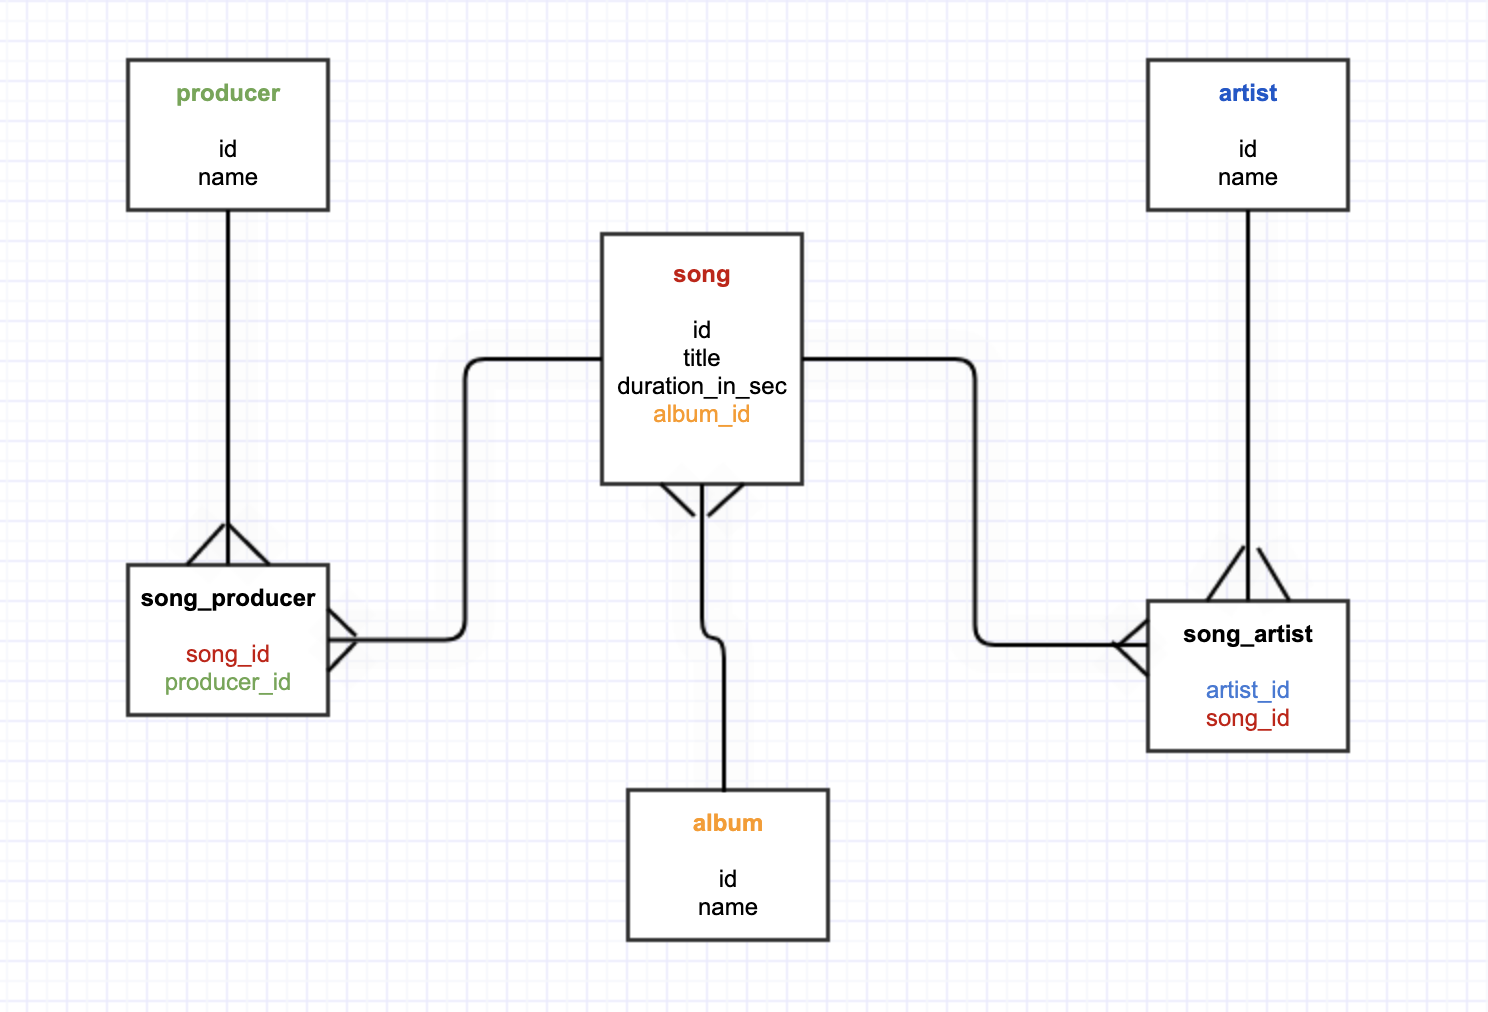 producer
id
name
artist
id
name
song
id
title
duration_in_sec
album_id
song_producer
song_id
producer_id
song_artist
artist_id
song_id
album
id
name